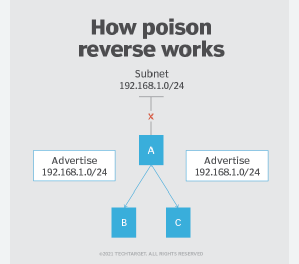 How poison
reverse works
Subnet
192.168.1.0/24
x
A
Advertise
192.168.1.0/24
Advertise
192.168.1.0/24
B
C
©2021 TECHTARGET. ALL RIGHTS RESERVED